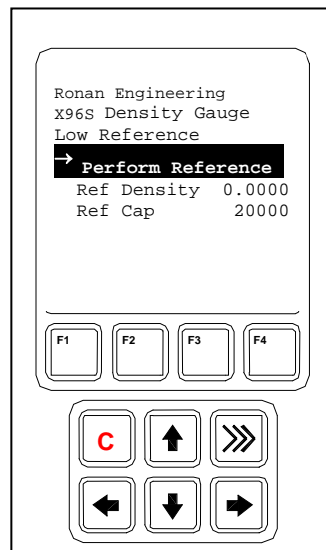 Ronan Engineering
X96S Density Gauge
Low Reference
→ Perform Reference
Ref Density 0.0000
Ref Cap 20000
F1 F2 F3 F4
C